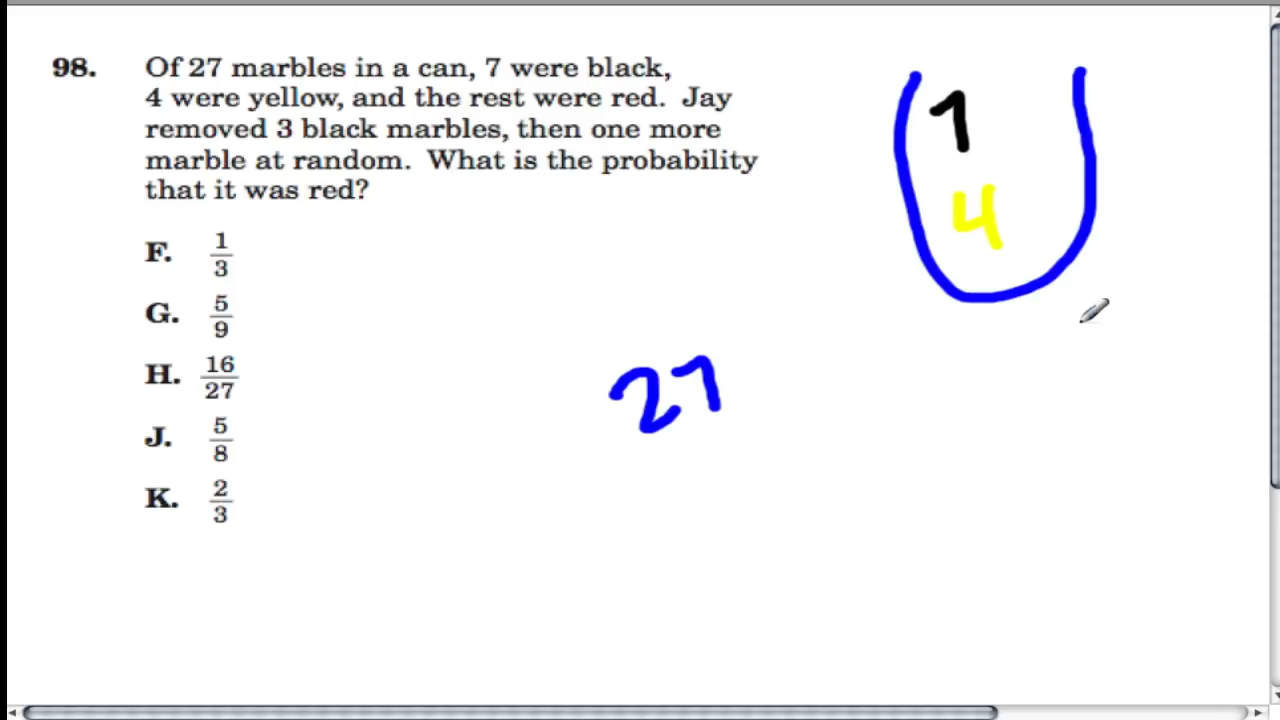 98. Of 27 marbles in a can, 7 were black,
4 were yellow, and the rest were red. Jay
removed 3 black marbles, then one more
marble at random. What is the probability
that it was red?
F. 1/3
G. 5/9
H. 16/27
J. 5/8
K. 2/3
7
4
27